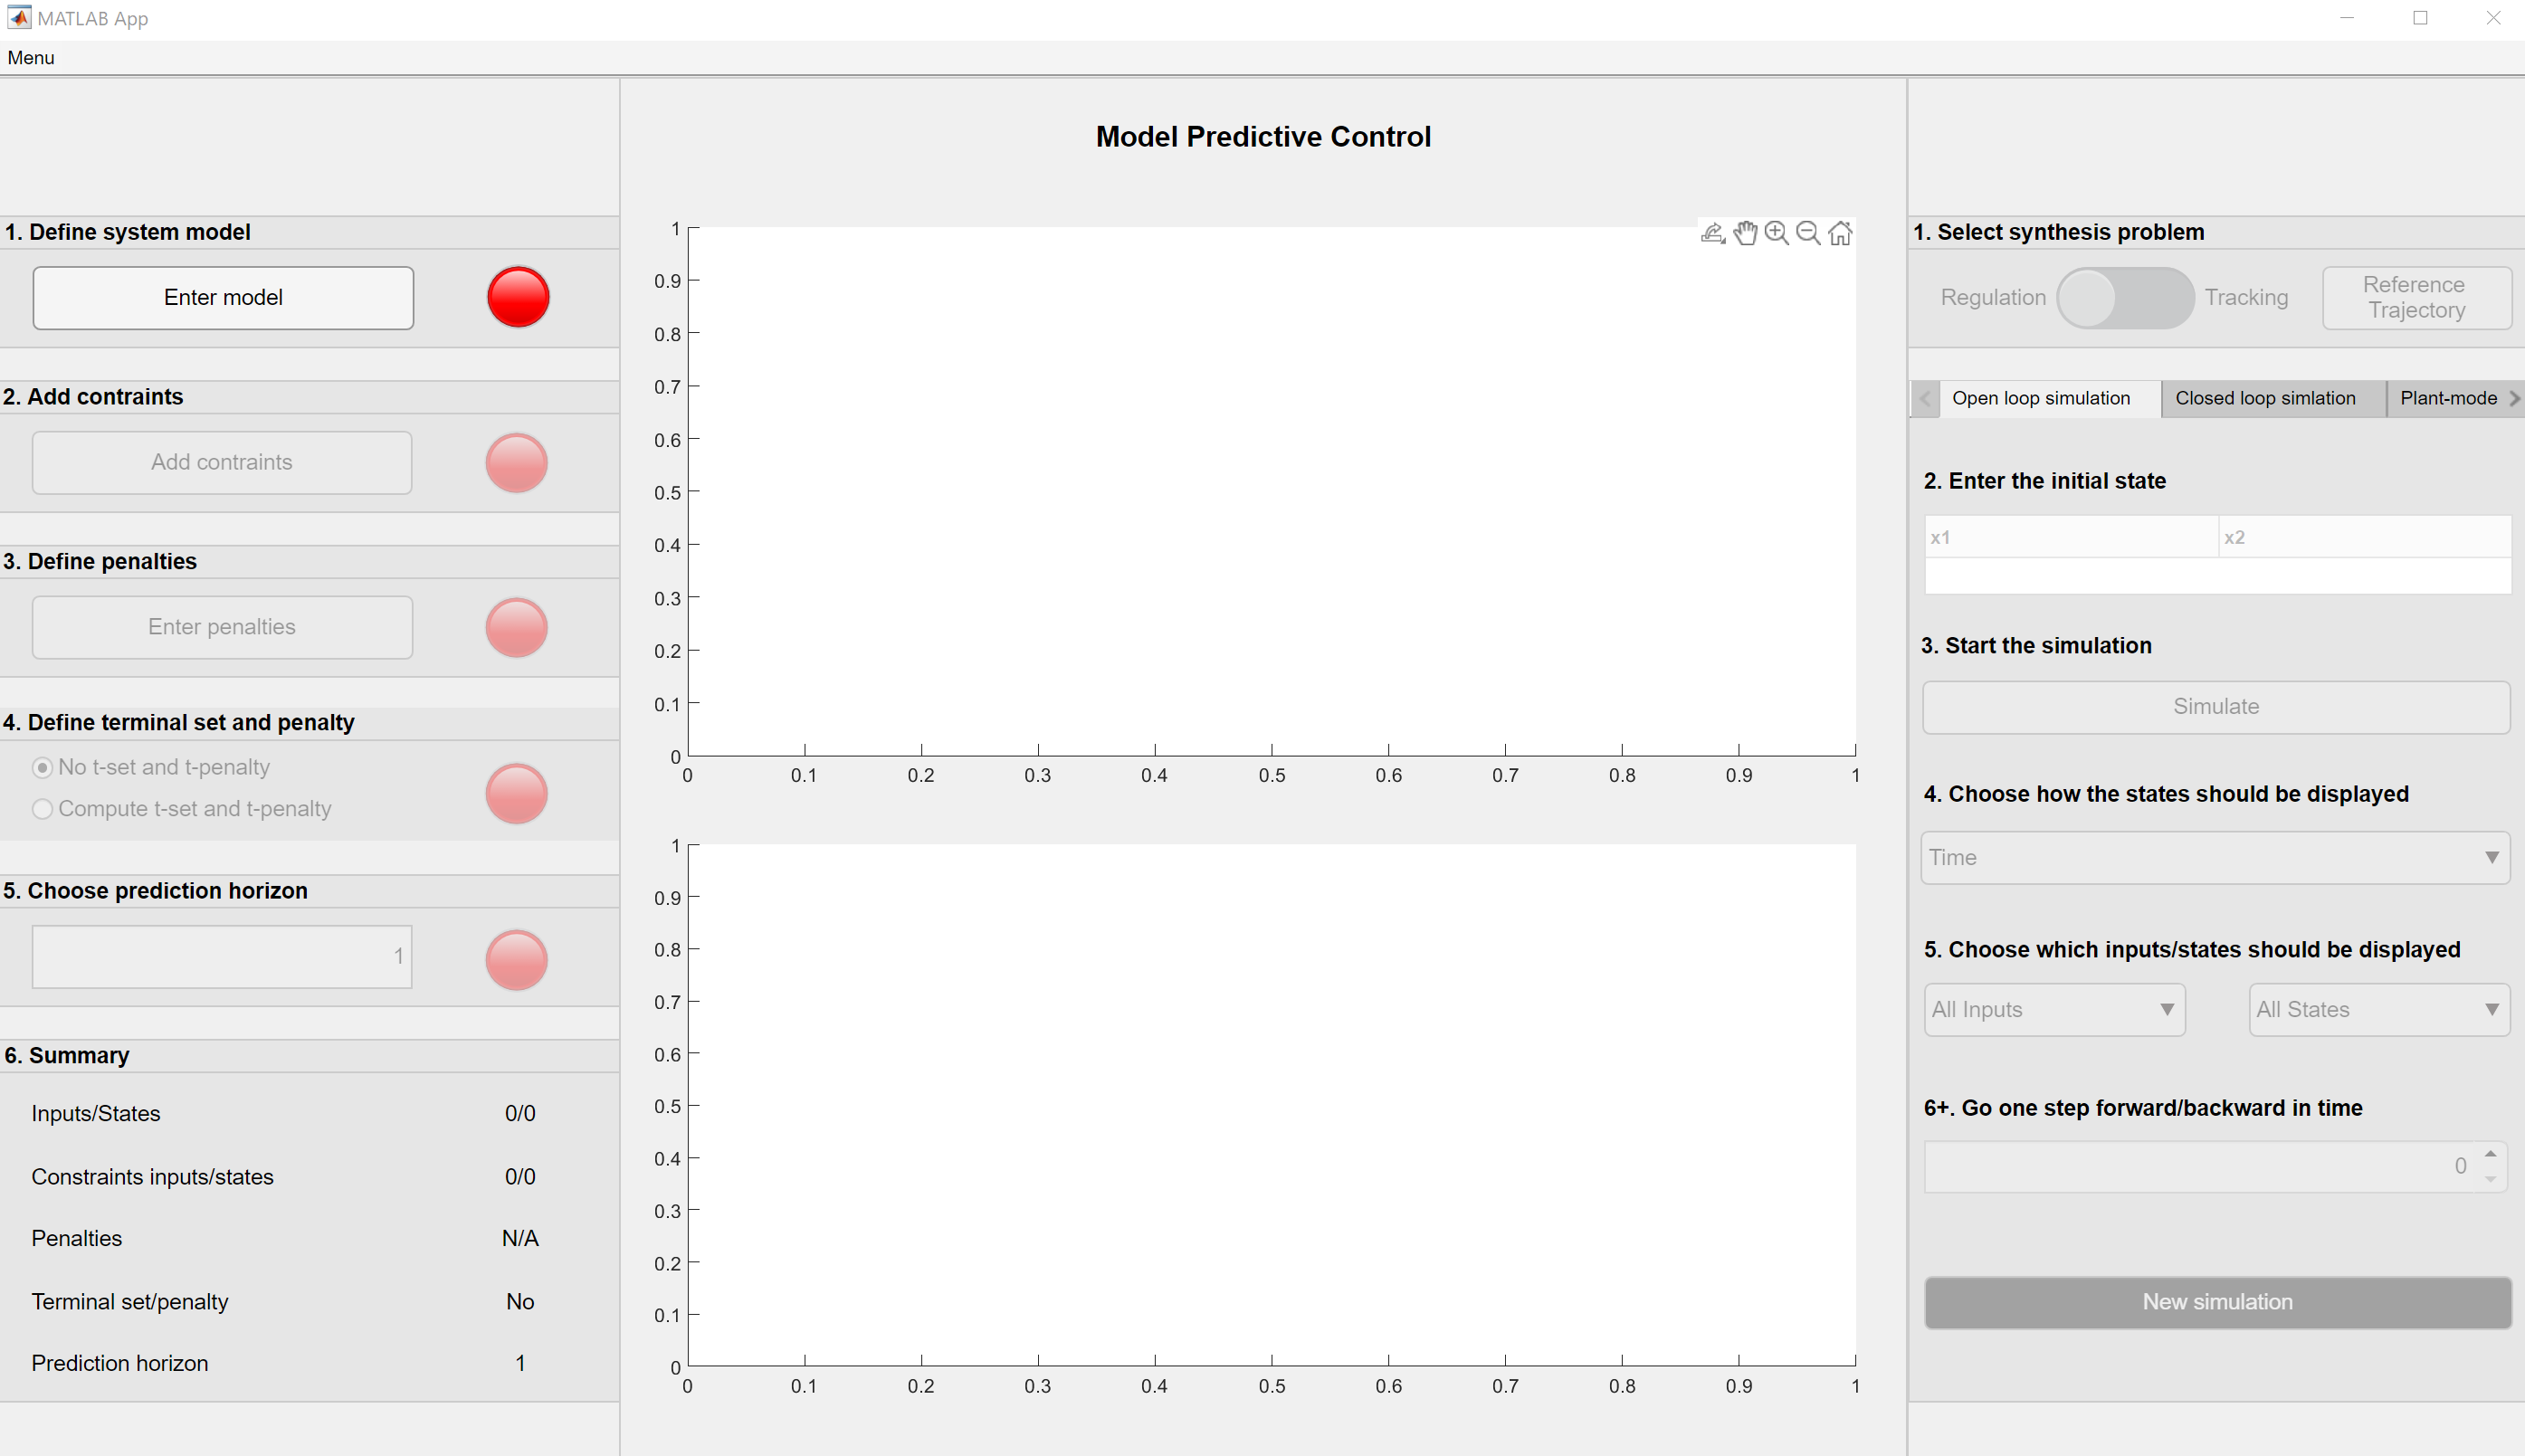 MATLAB App
Menu
Model Predictive Control
1. Define system model
Enter model
2. Add contraints
Add contraints
3. Define penalties
Enter penalties
4. Define terminal set and penalty
No t-set and t-penalty
Compute t-set and t-penalty
5. Choose prediction horizon
1
6. Summary
Inputs/States 0/0
Constraints inputs/states 0/0
Penalties N/A
Terminal set/penalty No
Prediction horizon 1
1
0.9
0.8
0.7
0.6
0.5
0.4
0.3
0.2
0.1
0
0 0.1 0.2 0.3 0.4 0.5 0.6 0.7 0.8 0.9 1
1
0.9
0.8
0.7
0.6
0.5
0.4
0.3
0.2
0.1
0
0 0.1 0.2 0.3 0.4 0.5 0.6 0.7 0.8 0.9 1
1. Select synthesis problem
Regulation Tracking
Reference
Trajectory
Open loop simulation Closed loop simlation Plant-mode
2. Enter the initial state
x1 x2
3. Start the simulation
Simulate
4. Choose how the states should be displayed
Time
5. Choose which inputs/states should be displayed
All Inputs All States
6+. Go one step forward/backward in time
0
New simulation